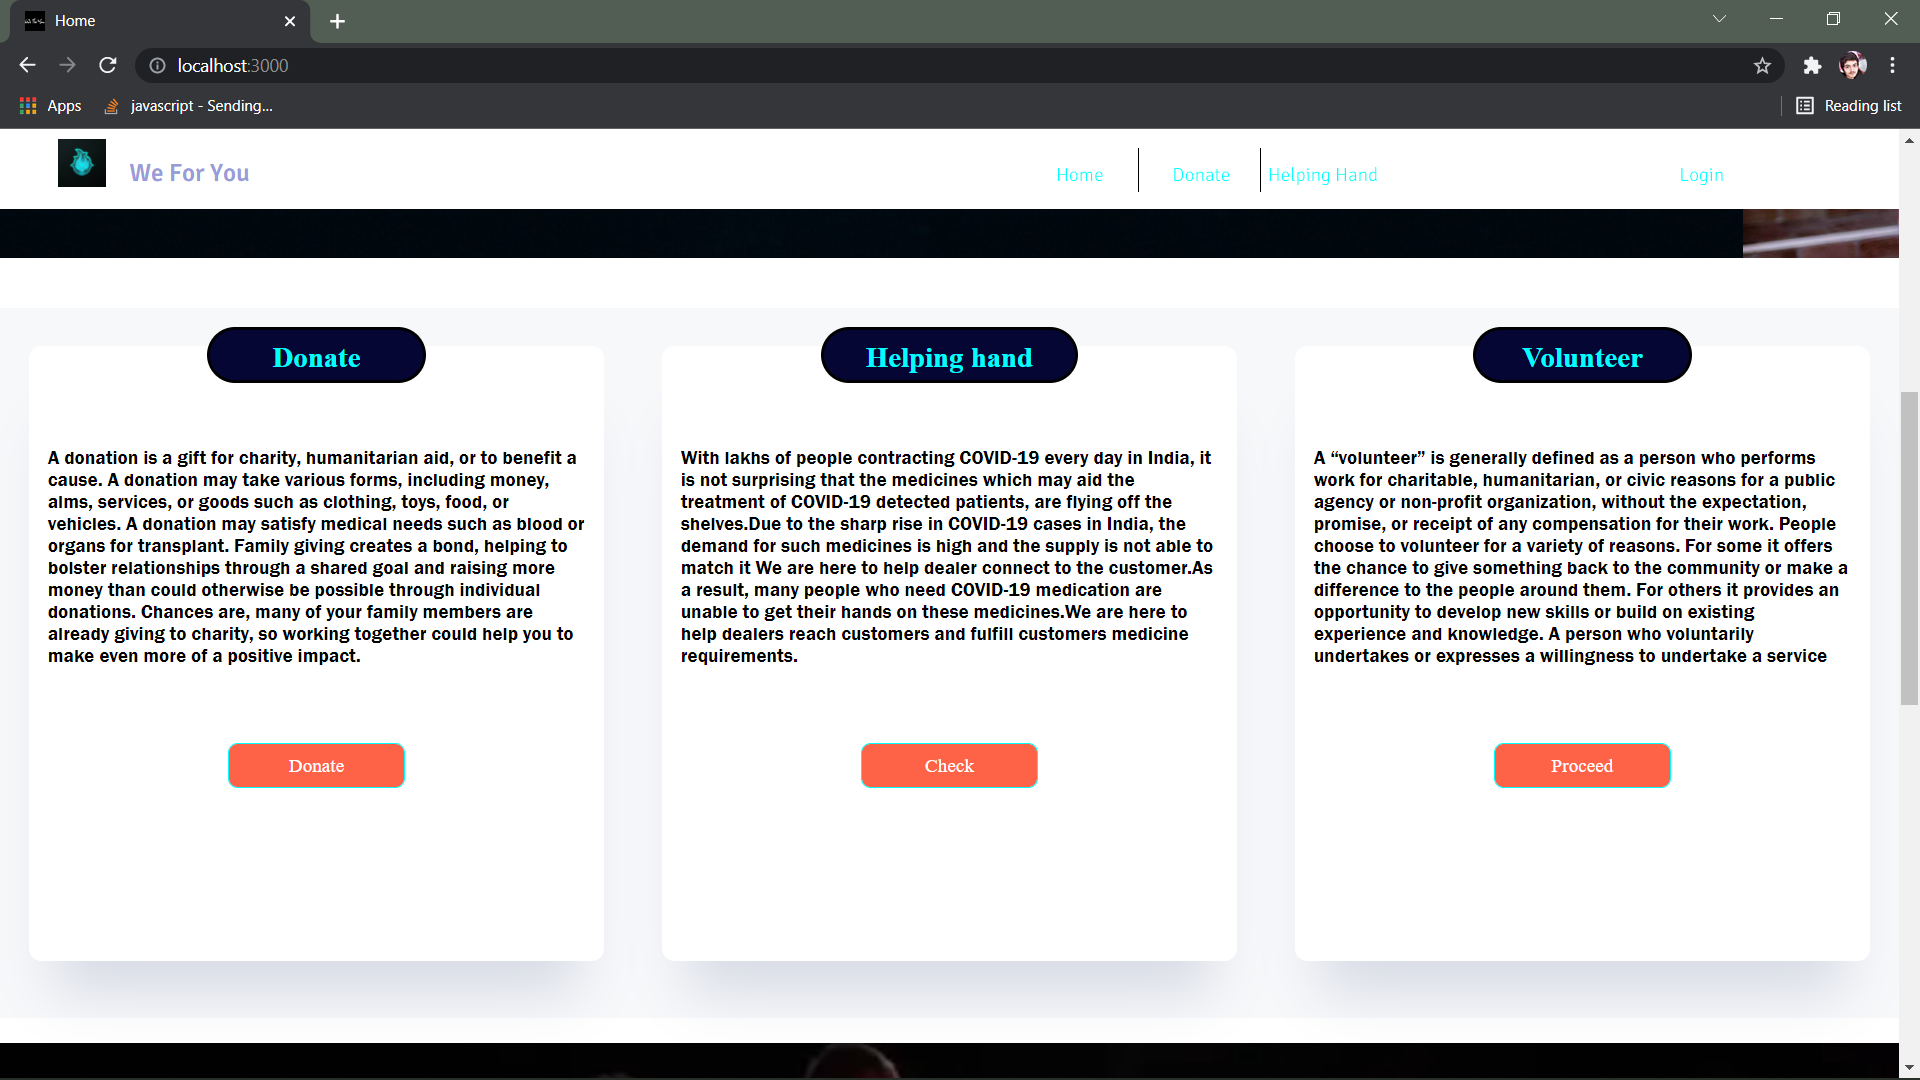 Home
localhost:3000
Apps
javascript - Sending...
Reading list
We For You
Home
Donate
Helping Hand
Login
Donate
A donation is a gift for charity, humanitarian aid, or to benefit a
cause. A donation may take various forms, including money,
alms, services, or goods such as clothing, toys, food, or
vehicles. A donation may satisfy medical needs such as blood or
organs for transplant. Family giving creates a bond, helping to
bolster relationships through a shared goal and raising more
money than could otherwise be possible through individual
donations. Chances are, many of your family members are
already giving to charity, so working together could help you to
make even more of a positive impact.
Donate
Helping hand
With lakhs of people contracting COVID-19 every day in India, it
is not surprising that the medicines which may aid the
treatment of COVID-19 detected patients, are flying off the
shelves.Due to the sharp rise in COVID-19 cases in India, the
demand for such medicines is high and the supply is not able to
match it We are here to help dealer connect to the customer.As
a result, many people who need COVID-19 medication are
unable to get their hands on these medicines.We are here to
help dealers reach customers and fulfill customers medicine
requirements.
Check
Volunteer
A “volunteer” is generally defined as a person who performs
work for charitable, humanitarian, or civic reasons for a public
agency or non-profit organization, without the expectation,
promise, or receipt of any compensation for their work. People
choose to volunteer for a variety of reasons. For some it offers
the chance to give something back to the community or make a
difference to the people around them. For others it provides an
opportunity to develop new skills or build on existing
experience and knowledge. A person who voluntarily
undertakes or expresses a willingness to undertake a service
Proceed